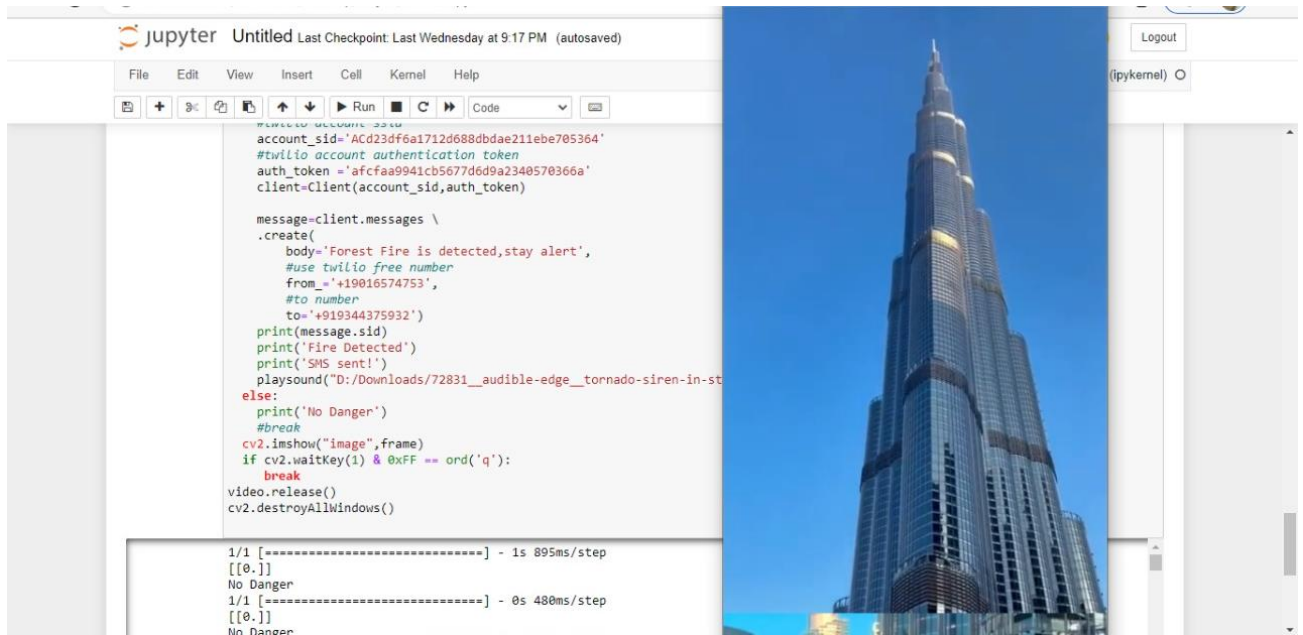 jupyter Untitled Last Checkpoint: Last Wednesday at 9:17 PM (autosaved)
Logout
File Edit View Insert Cell Kernel Help
(ipykernel)
Run Code
#twilio account ssid
account_sid='ACd23df6a1712d688dbdae211ebe705364'
#twilio account authentication token
auth_token ='afcfaa9941cb5677d6d9a2340570366a'
client=Client(account_sid,auth_token)
message=client.messages \
.create(
body='Forest Fire is detected,stay alert',
#use twilio free number
from_='+19016574753',
#to number
to='+919344375932')
print(message.sid)
print('Fire Detected')
print('SMS sent!')
playsound("D:/Downloads/72831__audible-edge__tornado-siren-in-st
else:
print('No Danger')
#break
cv2.imshow("image",frame)
if cv2.waitKey(1) & 0xFF == ord('q'):
break
video.release()
cv2.destroyAllWindows()
1/1 [==============================] - 1s 895ms/step
[[0.]]
No Danger
1/1 [==============================] - 0s 480ms/step
[[0.]]
No Danger